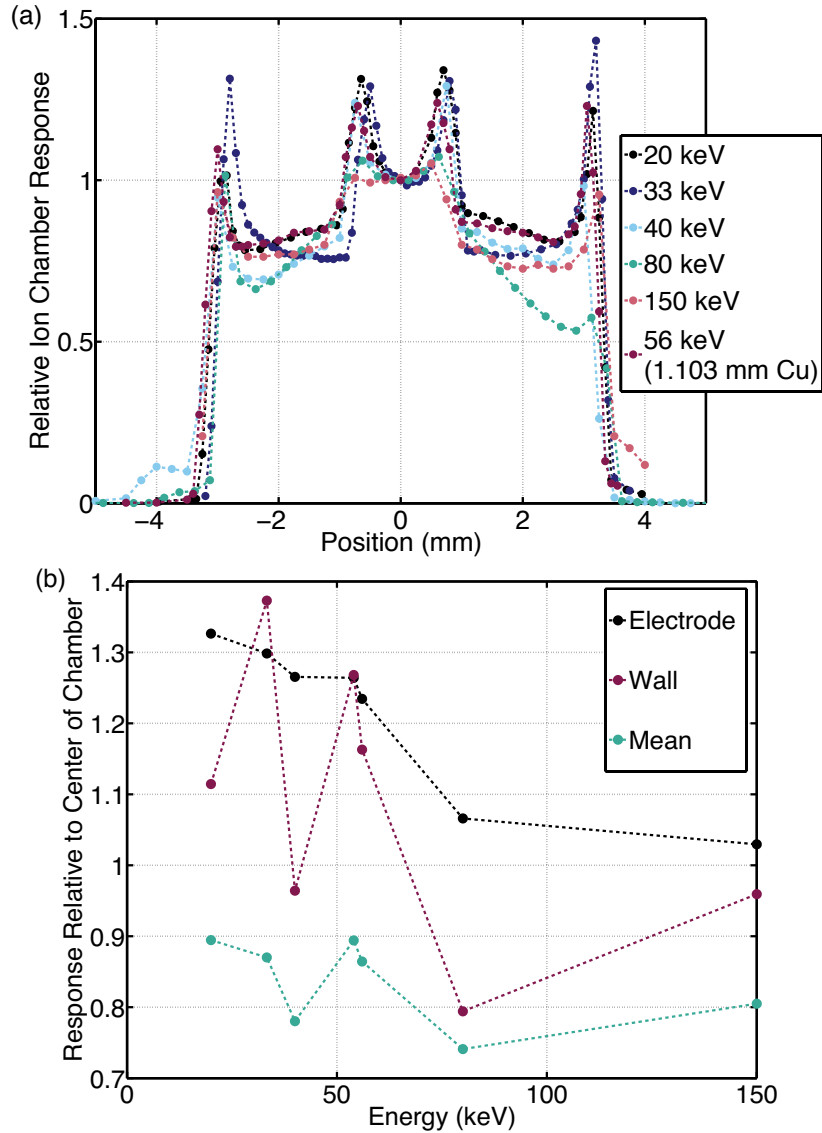 (a)
1.5
1
0.5
0
Relative Ion Chamber Response
20 keV
33 keV
40 keV
80 keV
150 keV
56 keV
(1.103 mm Cu)
−4 −2 0 2 4
Position (mm)
(b)
1.4
1.3
1.2
1.1
1
0.9
0.8
0.7
Response Relative to Center of Chamber
Electrode
Wall
Mean
0 50 100 150
Energy (keV)